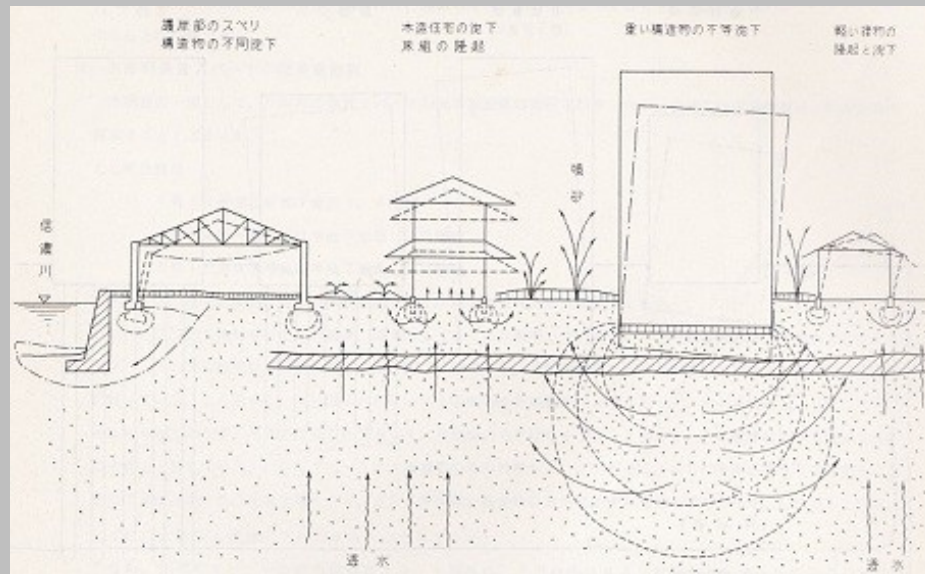 護岸部のスベリ
構造物の不同沈下
木造住宅の沈下
床組の隆起
重い構造物の不等沈下
軽い建物の
隆起と沈下
噴砂
信濃川
透水
透水